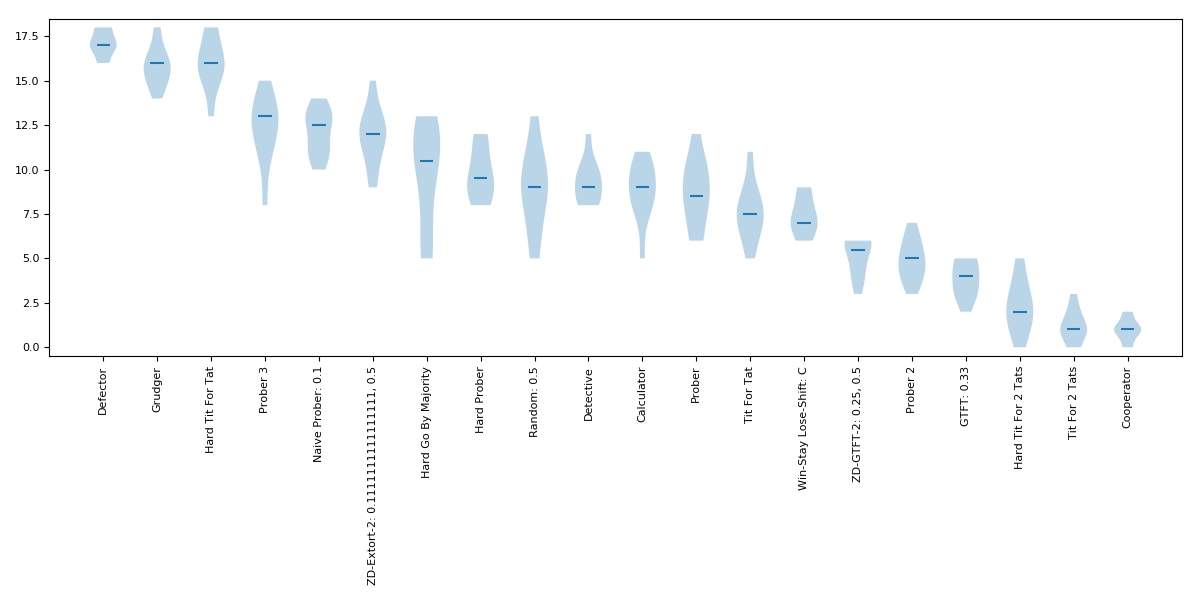 17.5
15.0
12.5
10.0
7.5
5.0
2.5
0.0
Defector
Grudger
Hard Tit For Tat
Prober 3
Naive Prober: 0.1
ZD-Extort-2: 0.1111111111111111, 0.5
Hard Go By Majority
Hard Prober
Random: 0.5
Detective
Calculator
Prober
Tit For Tat
Win-Stay Lose-Shift: C
ZD-GTFT-2: 0.25, 0.5
Prober 2
GTFT: 0.33
Hard Tit For 2 Tats
Tit For 2 Tats
Cooperator